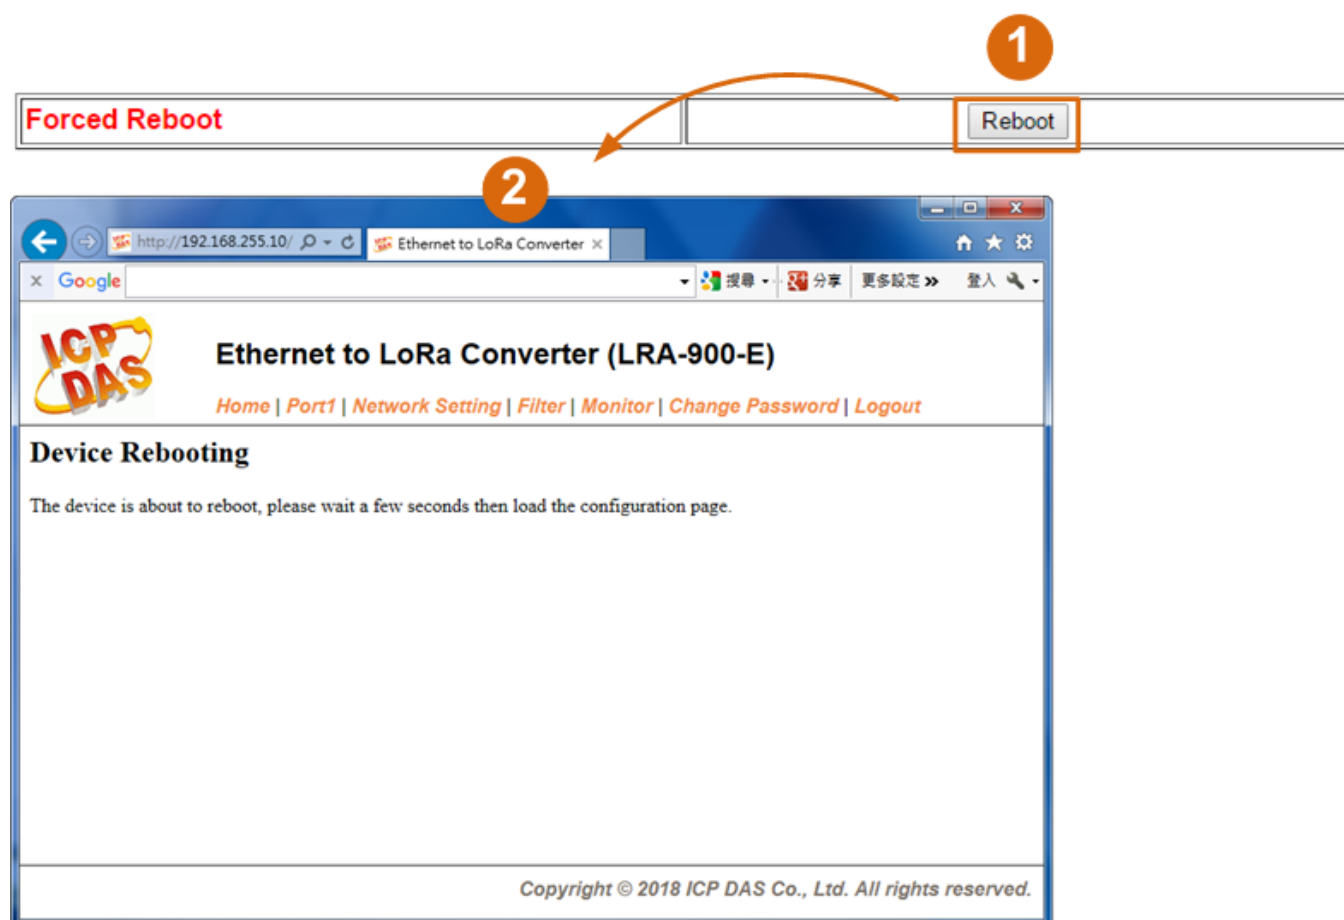 1
Forced Reboot Reboot
2
http://192.168.255.10/ Ethernet to LoRa Converter
x Google 搜尋 分享 更多設定 » 登入
ICP DAS
Ethernet to LoRa Converter (LRA-900-E)
Home | Port1 | Network Setting | Filter | Monitor | Change Password | Logout
Device Rebooting
The device is about to reboot, please wait a few seconds then load the configuration page.
Copyright © 2018 ICP DAS Co., Ltd. All rights reserved.